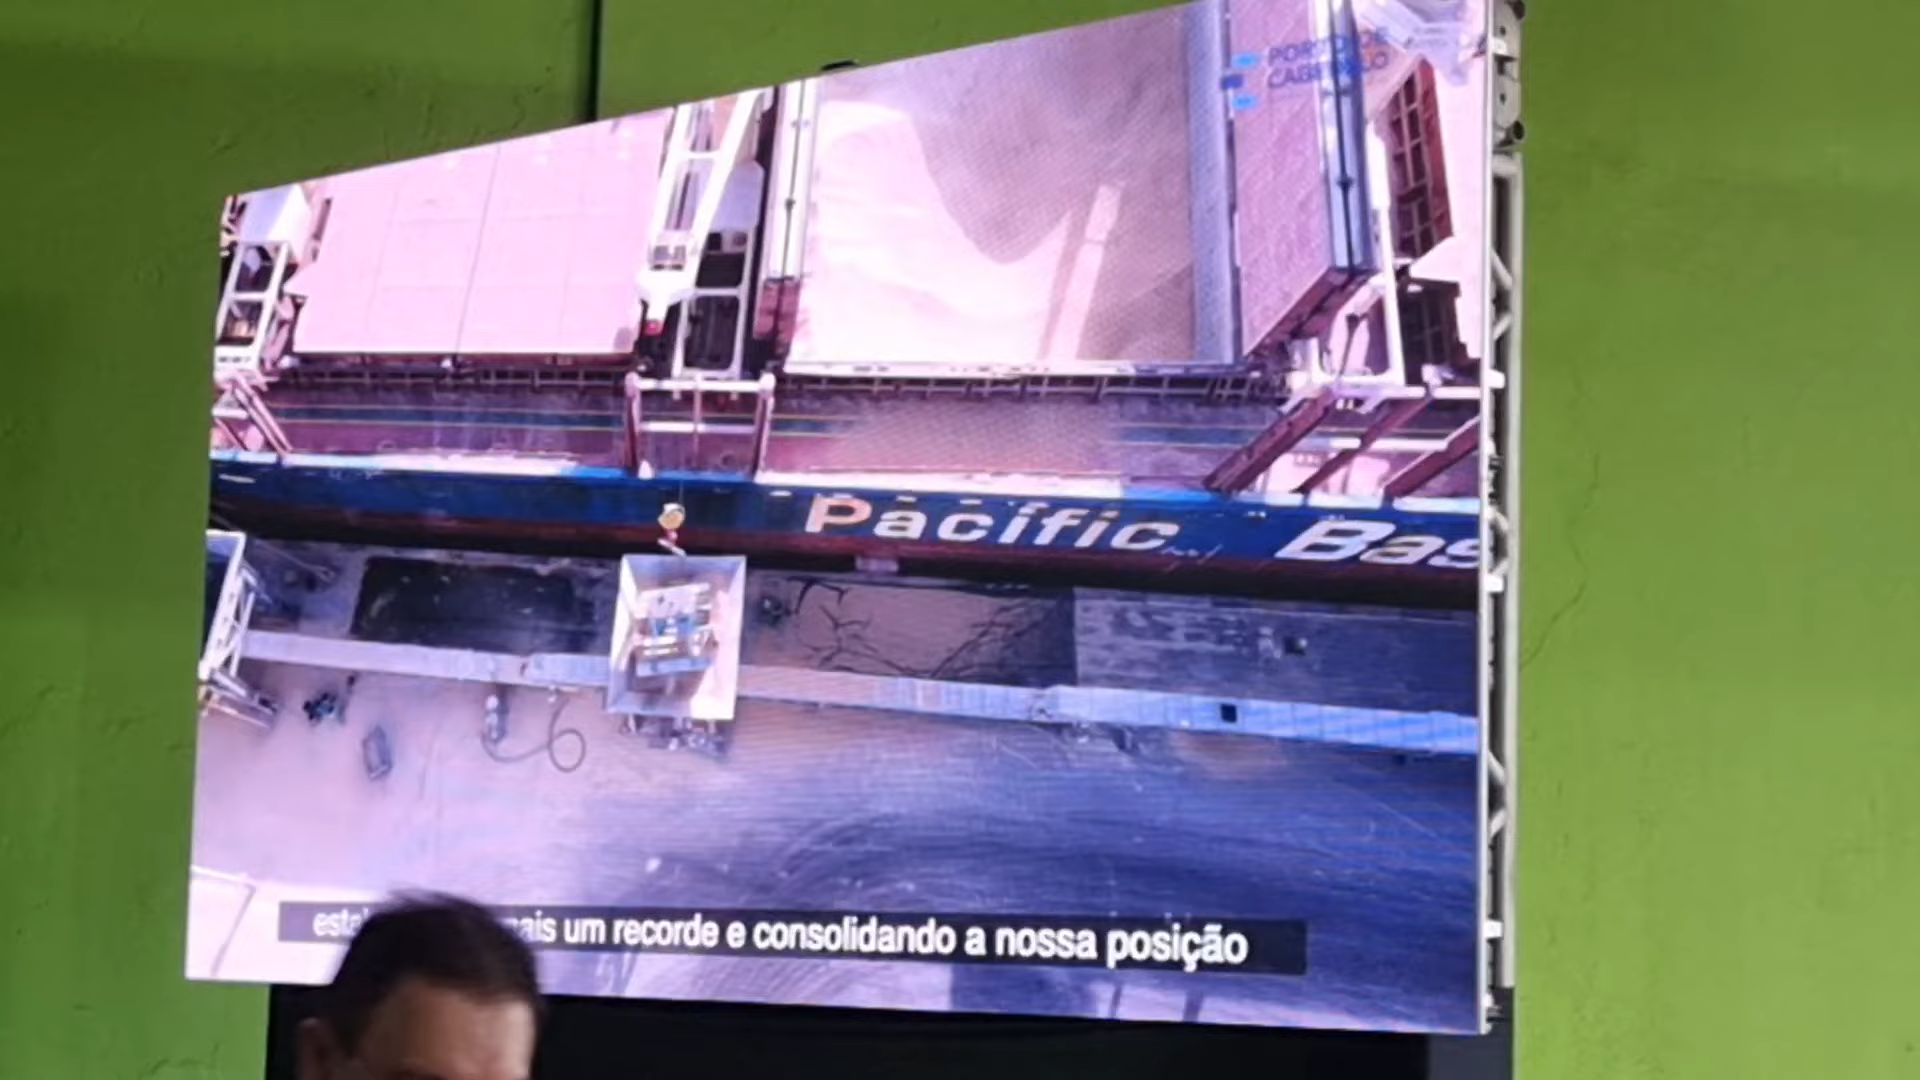 PORTO DE
CABEDELO
Pacific Bas
mais um recorde e consolidando a nossa posição